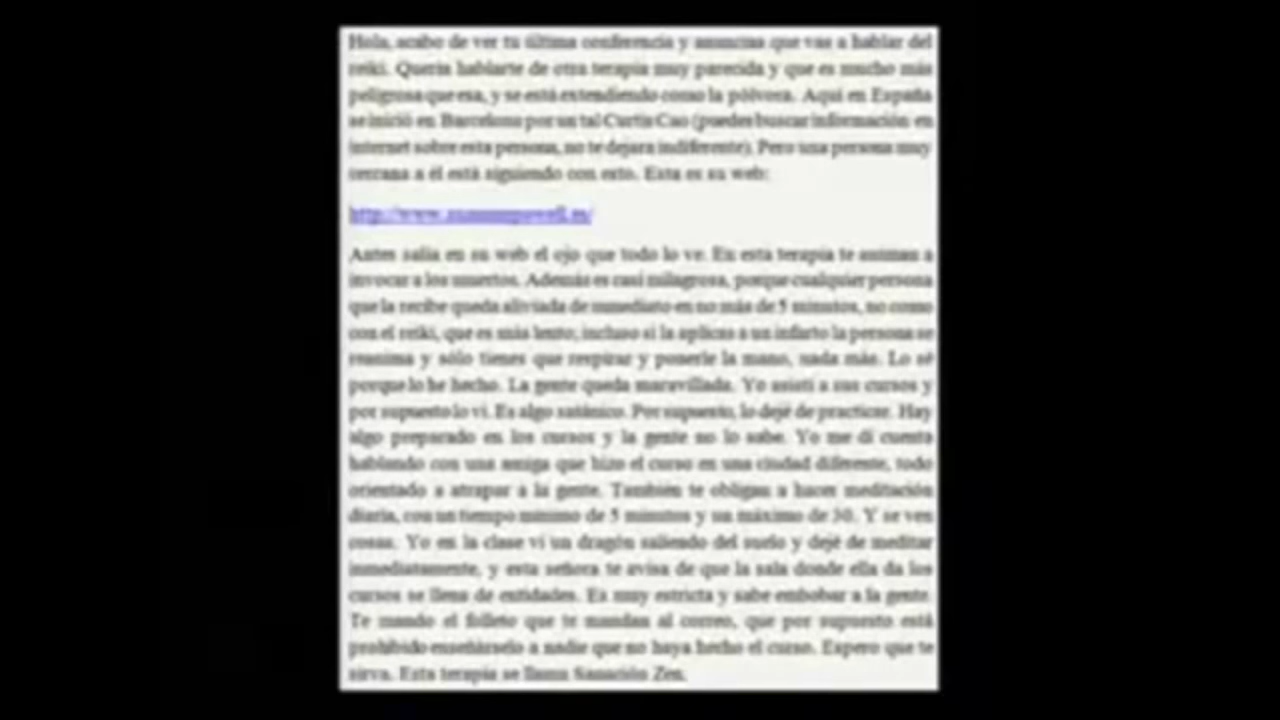 Hola, acabo de ver tu última conferencia y anuncias que vas a hablar del
reiki. Quería hablarte de otra terapia muy parecida y que es mucho más
peligrosa que esa, y se está extendiendo como la pólvora. Aquí en España
se inició en Barcelona por un tal Curtis Cao (puedes buscar información en
internet sobre esta persona, no te dejara indiferente). Pero una persona muy
cercana a él está siguiendo con esto. Esta es su web:
http://www.
Antes salía en su web el ojo que todo lo ve. En esta terapia te animan a
invocar a los muertos. Además es casi milagrosa, porque cualquier persona
que la recibe queda aliviada de inmediato en no más de 5 minutos, no como
con el reiki, que es más lento; incluso si la aplicas a un infarto la persona se
reanima y sólo tienes que respirar y ponerle la mano, nada más. Lo sé
porque lo he hecho. La gente queda maravillada. Yo asistí a sus cursos y
por supuesto lo vi. Es algo satánico. Por supuesto, lo dejé de practicar. Hay
algo preparado en los cursos y la gente no lo sabe. Yo me di cuenta
hablando con una amiga que hizo el curso en una ciudad diferente, todo
orientado a atrapar a la gente. También te obligan a hacer meditación
diaria, con un tiempo mínimo de 5 minutos y un máximo de 30. Y se ven
cosas. Yo en la clase vi un dragón saliendo del suelo y dejé de meditar
inmediatamente, y esta señora te avisa de que la sala donde ella da los
cursos se llena de entidades. Es muy estricta y sabe embobar a la gente.
Te mando el folleto que te mandan al correo, que por supuesto está
prohibido enseñárselo a nadie que no haya hecho el curso. Espero que te
sirva. Esta terapia se llama Sanación Zen.